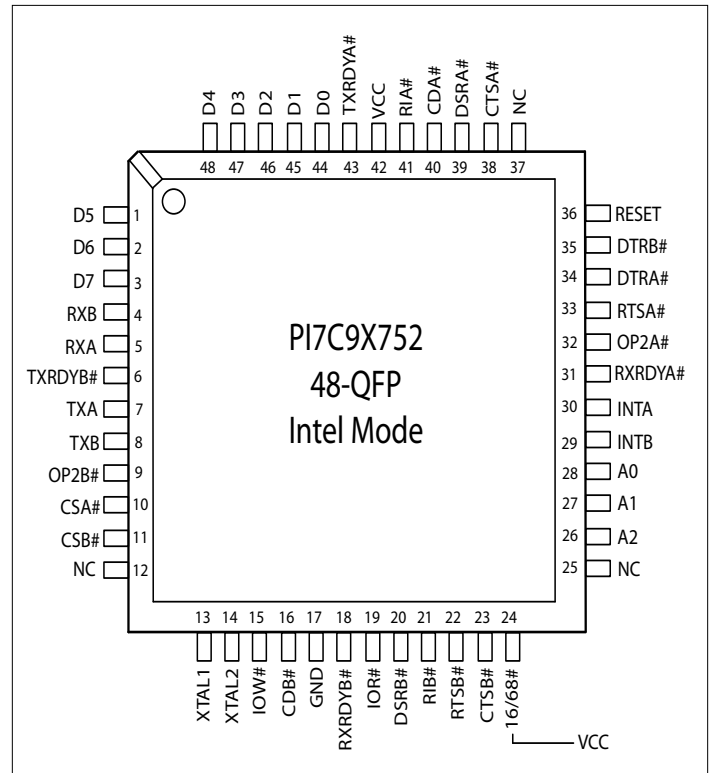 D4 D3 D2 D1 D0 TXRDYA# VCC RIA# CDA# DSRA# CTSA# NC
48 47 46 45 44 43 42 41 40 39 38 37
D5 1
D6 2
D7 3
RXB 4
RXA 5
TXRDYB# 6
TXA 7
TXB 8
OP2B# 9
CSA# 10
CSB# 11
NC 12
PI7C9X752
48-QFP
Intel Mode
36 RESET
35 DTRB#
34 DTRA#
33 RTSA#
32 OP2A#
31 RXRDYA#
30 INTA
29 INTB
28 A0
27 A1
26 A2
25 NC
13 14 15 16 17 18 19 20 21 22 23 24
XTAL1 XTAL2 IOW# CDB# GND RXRDYB# IOR# DSRB# RIB# RTSB# CTSB# 16/68#
VCC